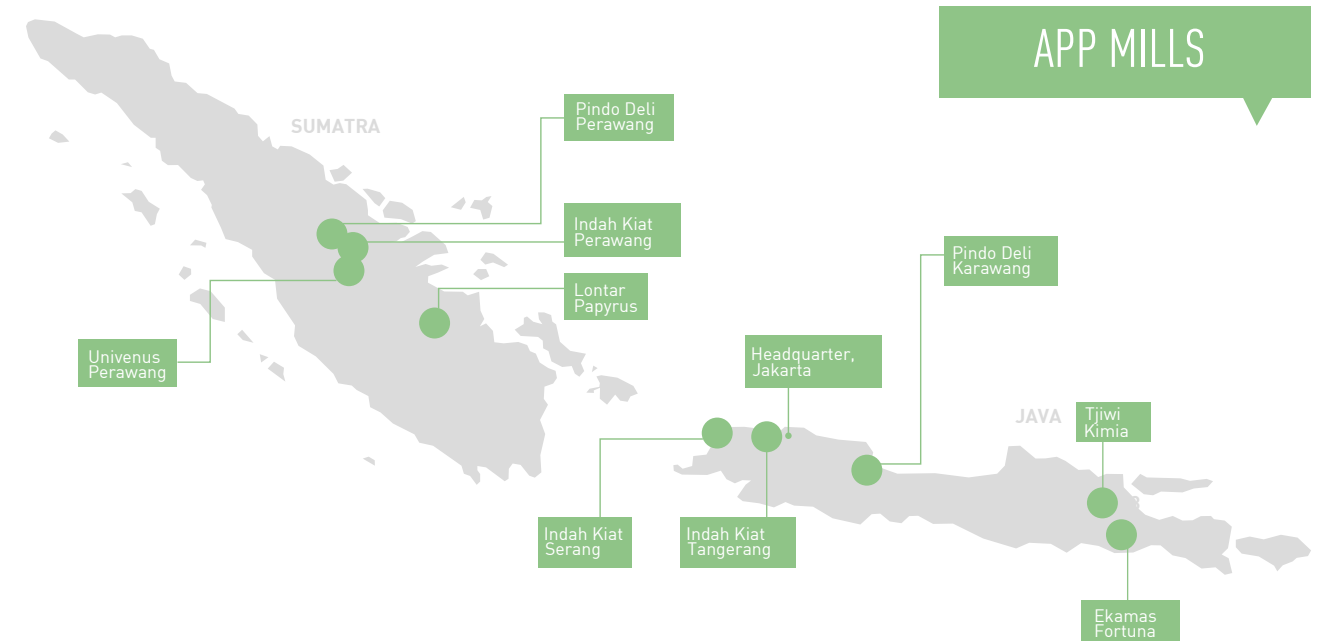 APP MILLS
SUMATRA
Pindo Deli
Perawang
Indah Kiat
Perawang
Lontar
Papyrus
Univenus
Perawang
Pindo Deli
Karawang
Headquarter,
Jakarta
JAVA
Tjiwi
Kimia
Indah Kiat
Serang
Indah Kiat
Tangerang
Ekamas
Fortuna